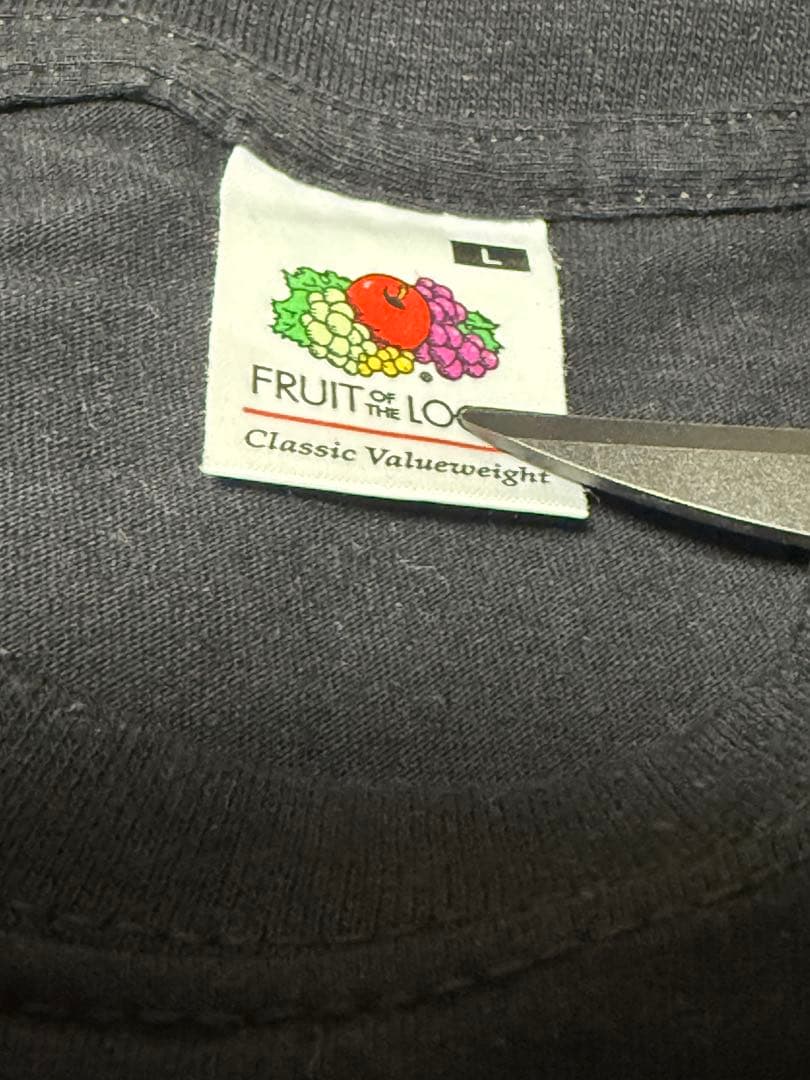 L
FRUIT OF THE LO
Classic Valueweight